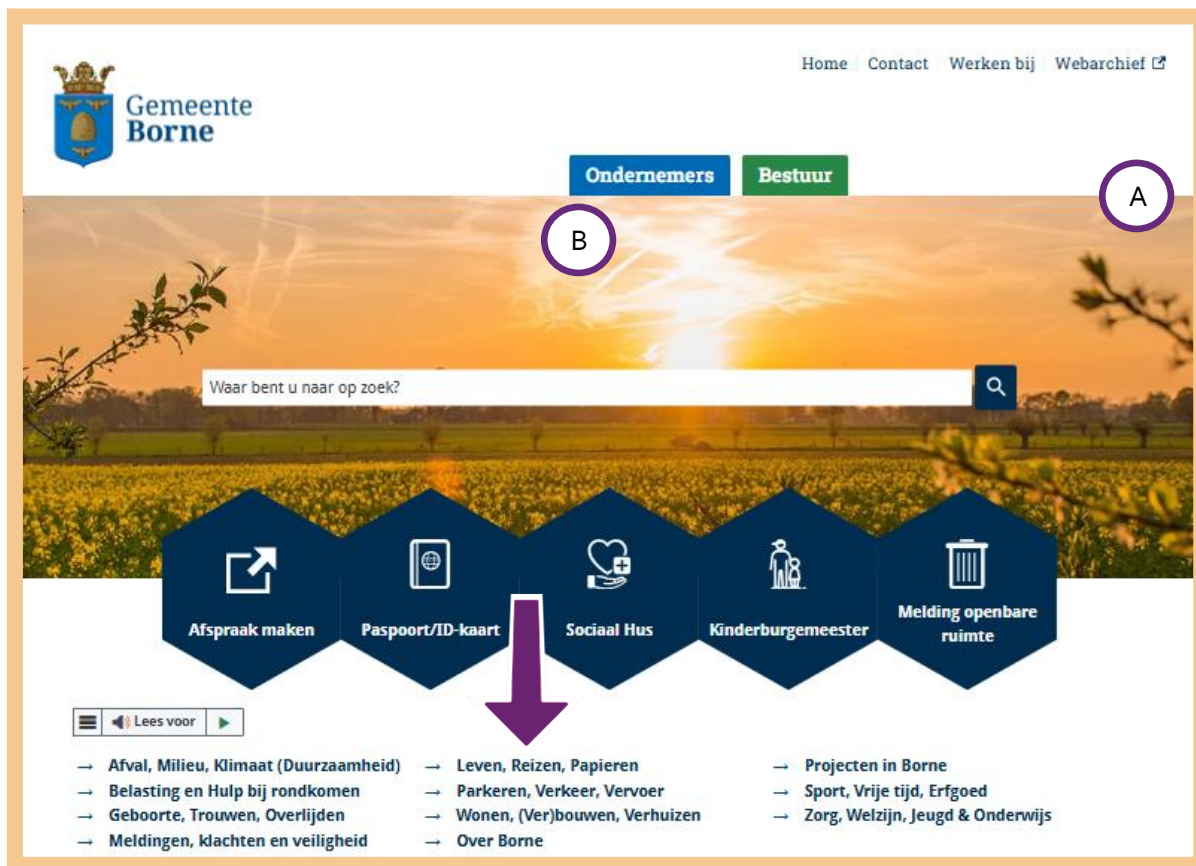 Home Contact Werken bij Webarchief
Gemeente
Borne
Ondernemers Bestuur
A
B
Waar bent u naar op zoek?
Afspraak maken
Paspoort/ID-kaart
Sociaal Hus
Kinderburgemeester
Melding openbare
ruimte
Lees voor
→ Afval, Milieu, Klimaat (Duurzaamheid)
→ Belasting en Hulp bij rondkomen
→ Geboorte, Trouwen, Overlijden
→ Meldingen, klachten en veiligheid
→ Leven, Reizen, Papieren
→ Parkeren, Verkeer, Vervoer
→ Wonen, (Ver)bouwen, Verhuizen
→ Over Borne
→ Projecten in Borne
→ Sport, Vrije tijd, Erfgoed
→ Zorg, Welzijn, Jeugd & Onderwijs